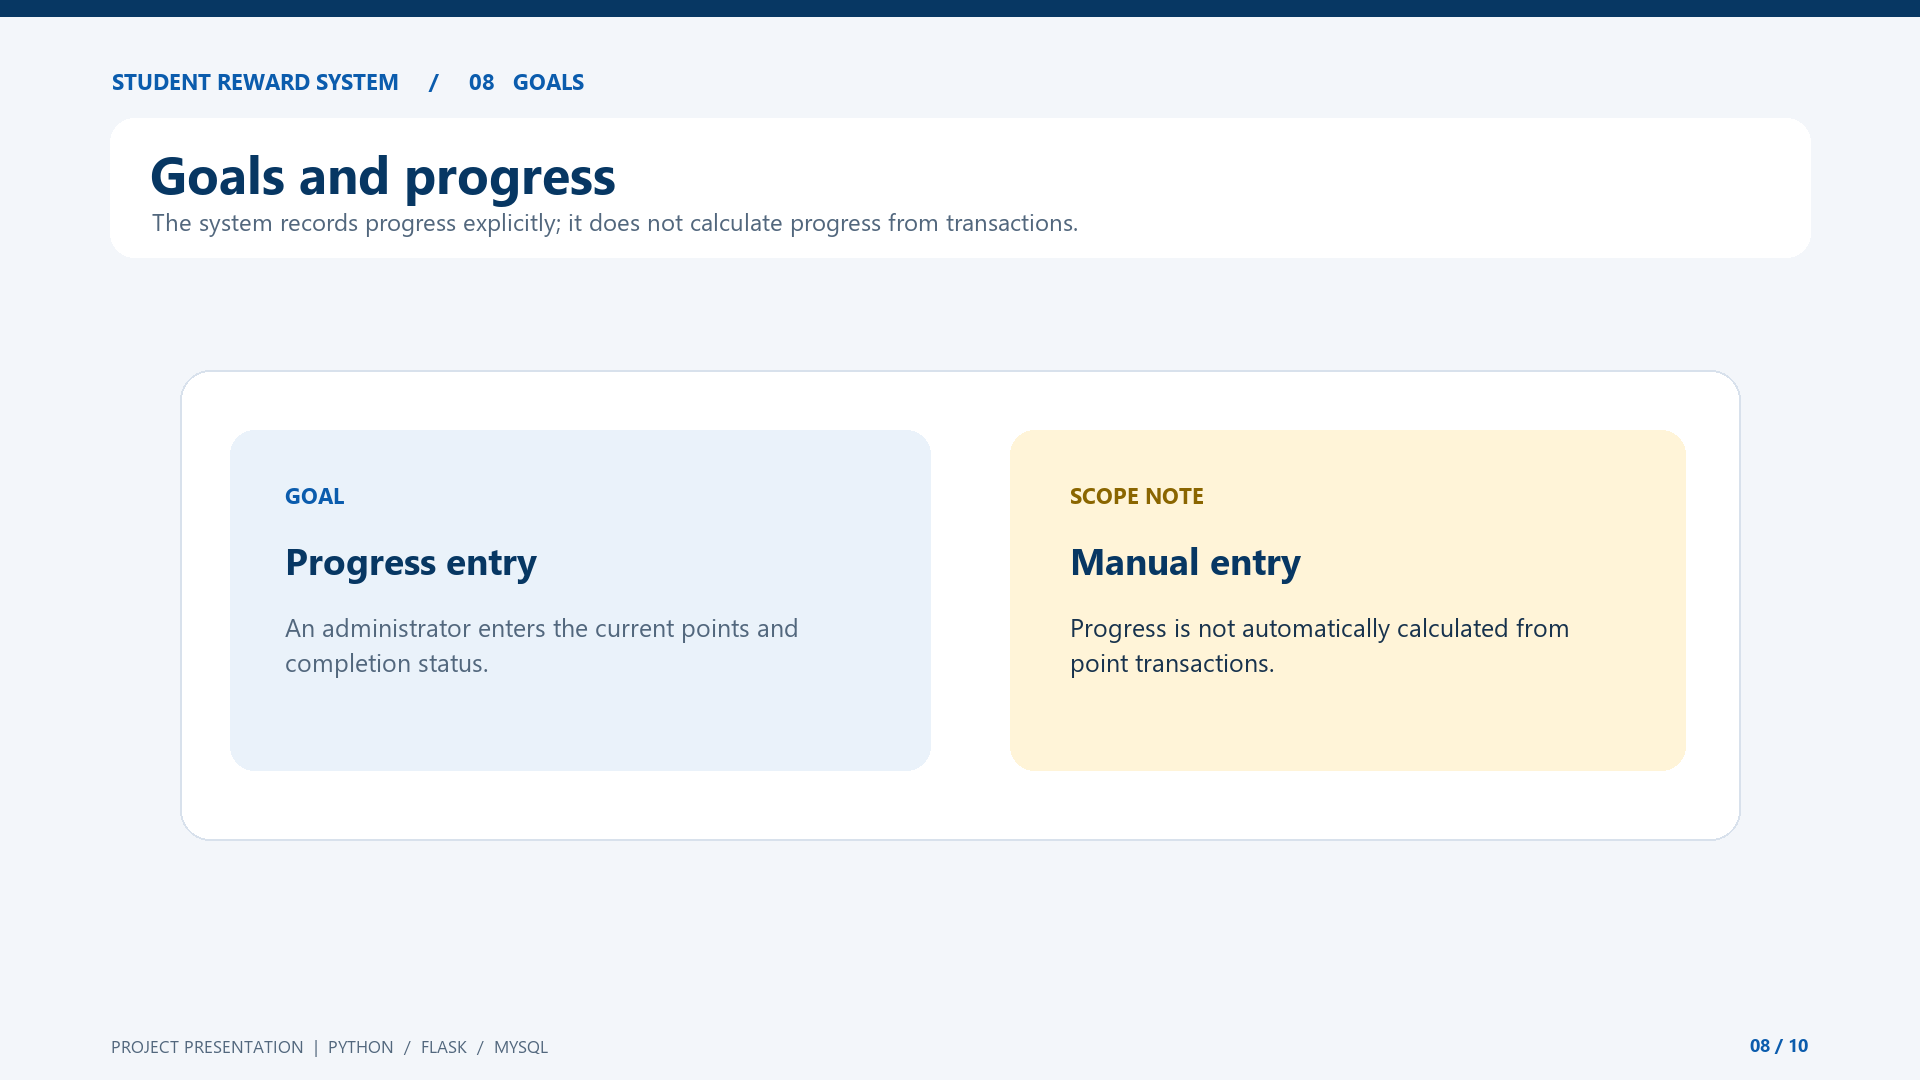 STUDENT REWARD SYSTEM / 08 GOALS
Goals and progress
The system records progress explicitly; it does not calculate progress from transactions.
GOAL
Progress entry
An administrator enters the current points and
completion status.
SCOPE NOTE
Manual entry
Progress is not automatically calculated from
point transactions.
PROJECT PRESENTATION | PYTHON / FLASK / MYSQL
08 / 10